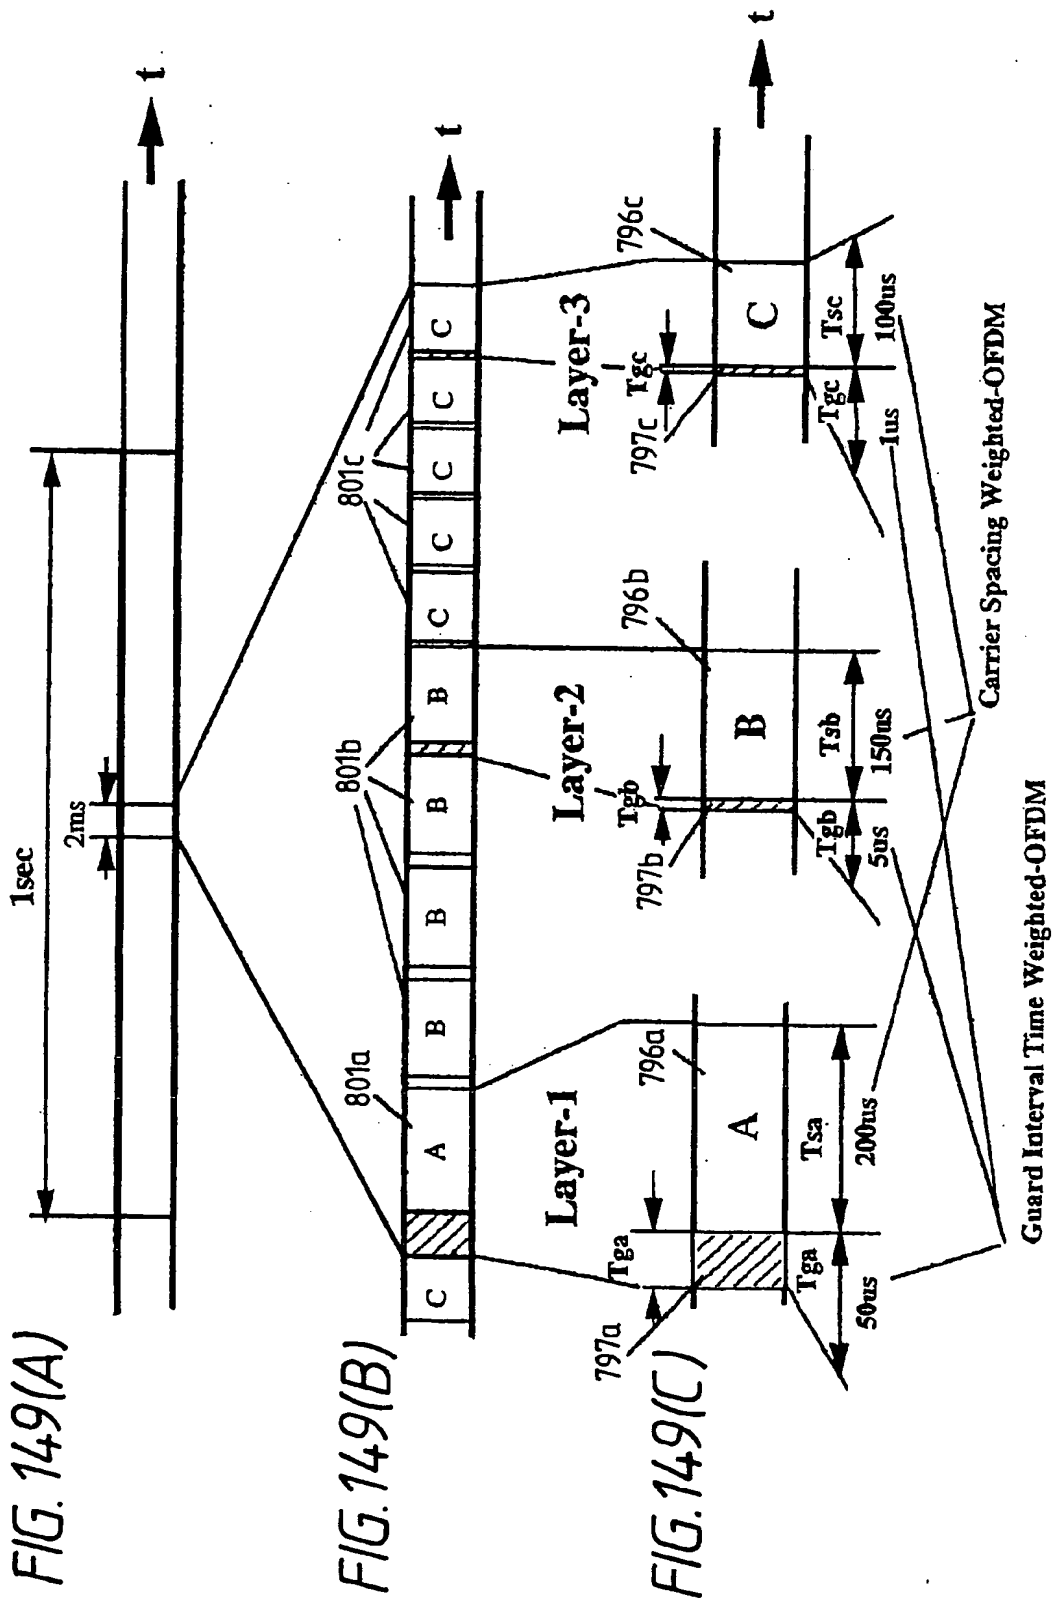 FIG. 149(A)
1sec
2ms
t
FIG. 149(B)
801a
801b
801c
C
A
B
B
B
B
C
C
C
C
C
t
FIG. 149(C)
Layer-1
Layer-2
Layer-3
Tga
797a
796a
A
Tga
Tsa
50us
200us
Tgb
797b
796b
B
Tgb
Tsb
5us
150us
Tgc
797c
796c
C
Tgc
Tsc
1us
100us
t
Guard Interval Time Weighted-OFDM
Carrier Spacing Weighted-OFDM